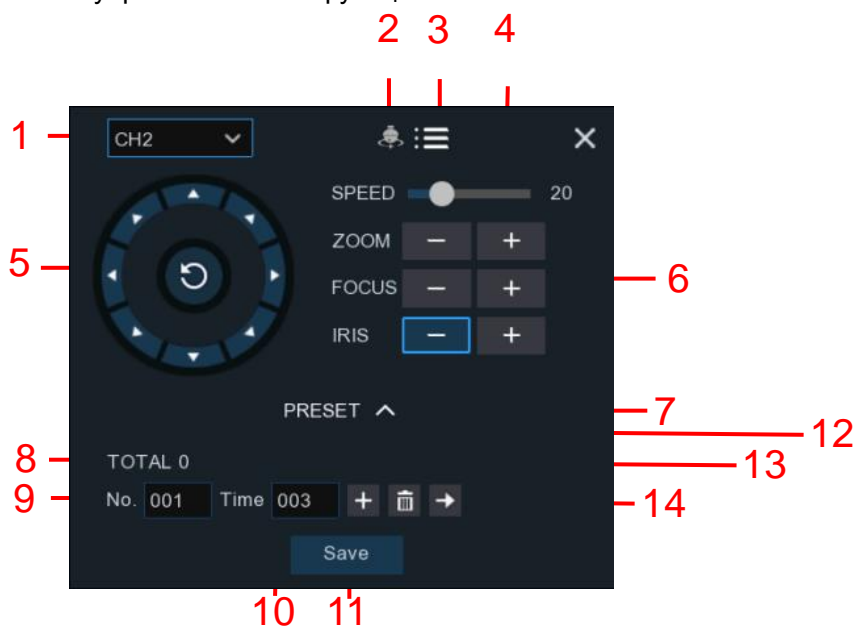 2 3 4
1 CH2
SPEED 20
ZOOM − +
5 FOCUS − + 6
IRIS − +
PRESET 7
12
8 TOTAL 0 13
9 No. 001 Time 003 + 14
Save
10 11